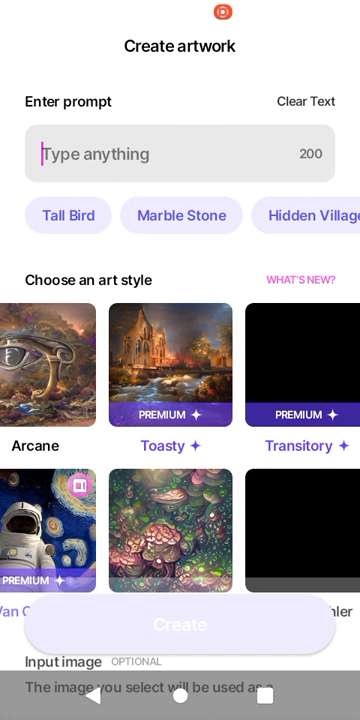 Create artwork
Enter prompt
Clear Text
Type anything
200
Tall Bird
Marble Stone
Hidden Village
Choose an art style
WHAT'S NEW?
PREMIUM
PREMIUM
Arcane
Toasty
Transitory
PREMIUM
Van
Create
Input image OPTIONAL
The image you select will be used as a